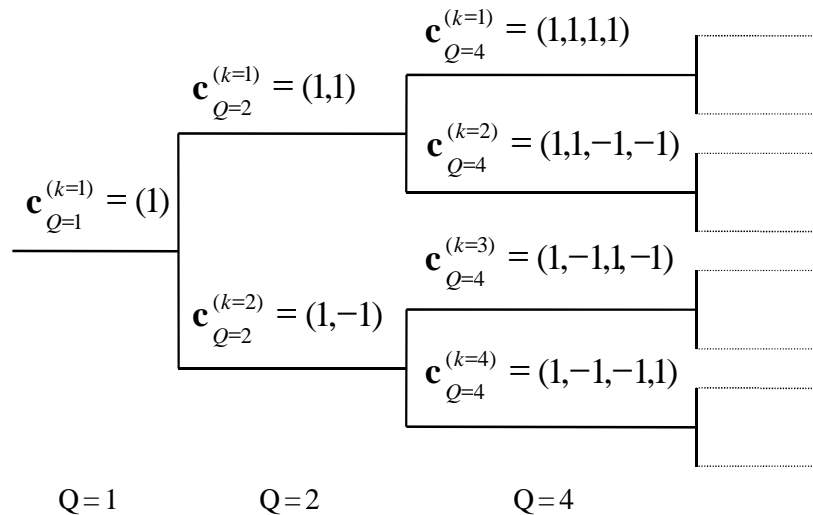 c_{Q=4}^{(k=1)} = (1,1,1,1)
c_{Q=2}^{(k=1)} = (1,1)
c_{Q=4}^{(k=2)} = (1,1,−1,−1)
c_{Q=1}^{(k=1)} = (1)
c_{Q=4}^{(k=3)} = (1,−1,1,−1)
c_{Q=2}^{(k=2)} = (1,−1)
c_{Q=4}^{(k=4)} = (1,−1,−1,1)
Q = 1 Q = 2 Q = 4